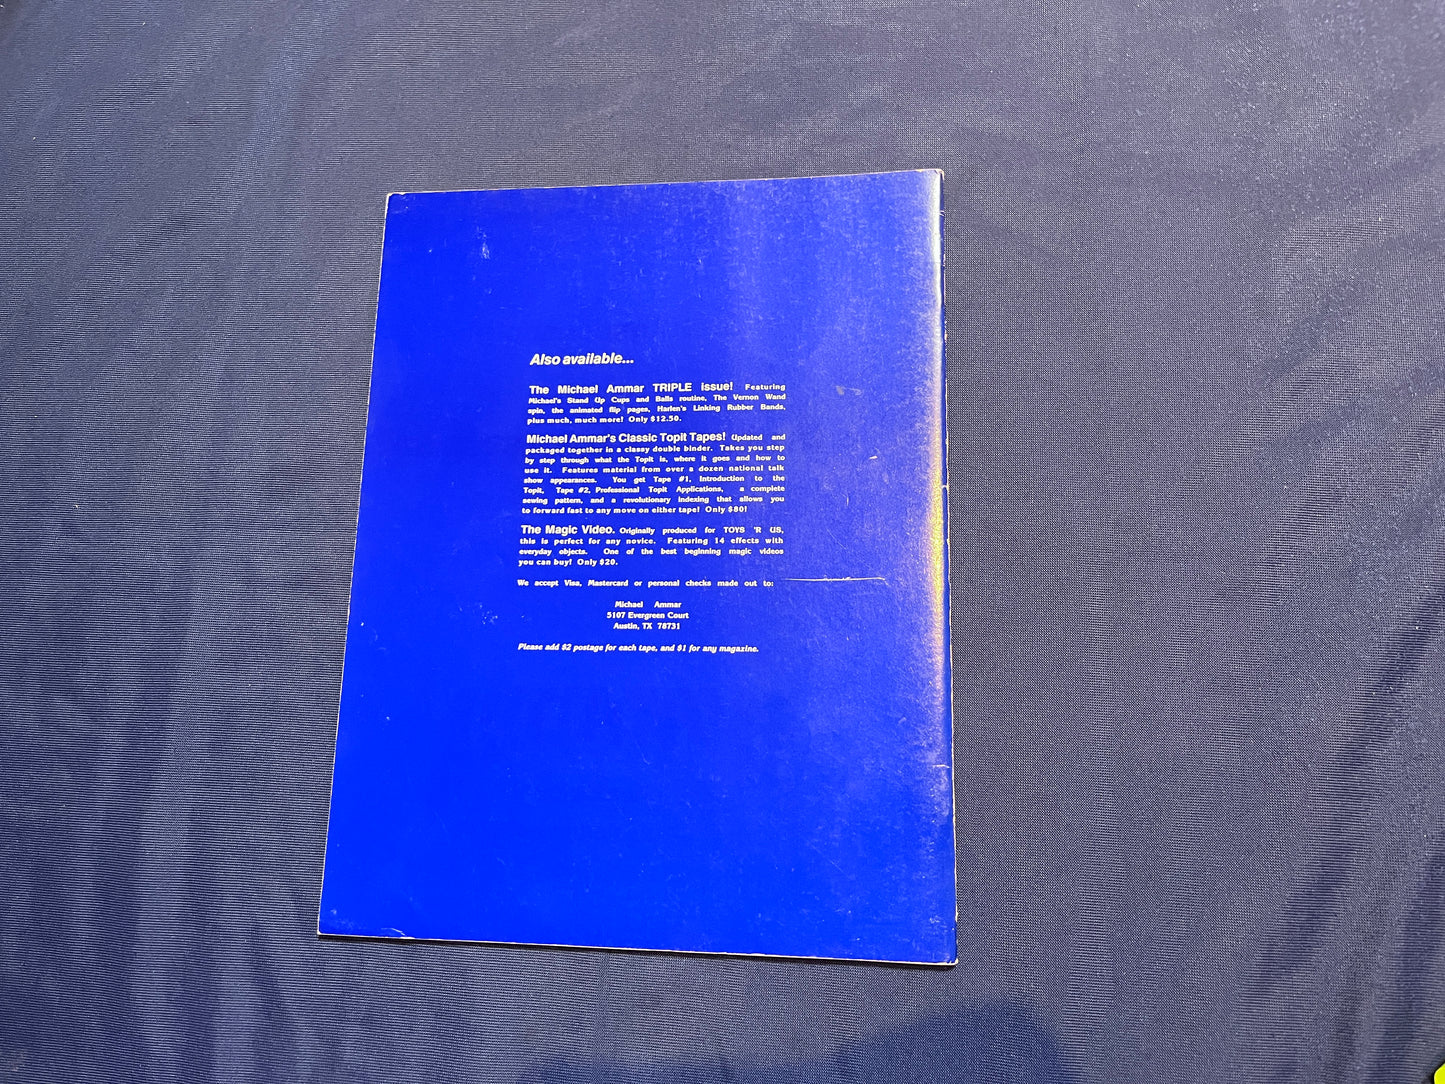 Also available...
The Michael Ammar TRIPLE issue! Featuring
Michael's Stand Up Cups and Balls routine, The Vernon Wand
spin, the animated flip pages, Harlen's Linking Rubber Bands,
plus much, much more! Only $12.50.
Michael Ammar's Classic Topit Tapes! Updated and
packaged together in a classy double binder. Takes you step
by step through what the Topit is, where it goes and how to
use it. Features material from over a dozen national talk
show appearances. You get Tape #1, Introduction to the
Topit, Tape #2, Professional Topit Applications, a complete
sewing pattern, and a revolutionary indexing that allows you
to forward fast to any move on either tape! Only $80!
The Magic Video. Originally produced for TOYS 'R US,
this is perfect for any novice. Featuring 14 effects with
everyday objects. One of the best beginning magic videos
you can buy! Only $20.
We accept Visa, Mastercard or personal checks made out to:
Michael Ammar
5107 Evergreen Court
Austin, TX 78731
Please add $2 postage for each tape, and $1 for any magazine.